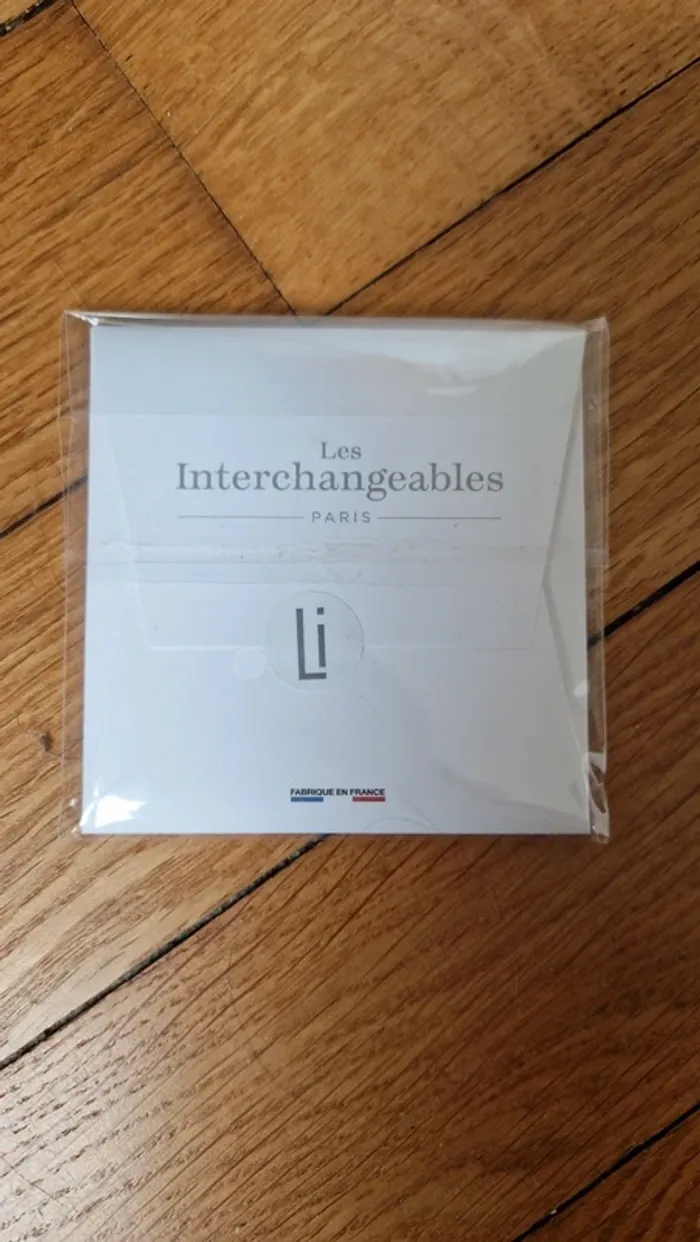 Les
Interchangeables
PARIS
Li
FABRIQUE EN FRANCE